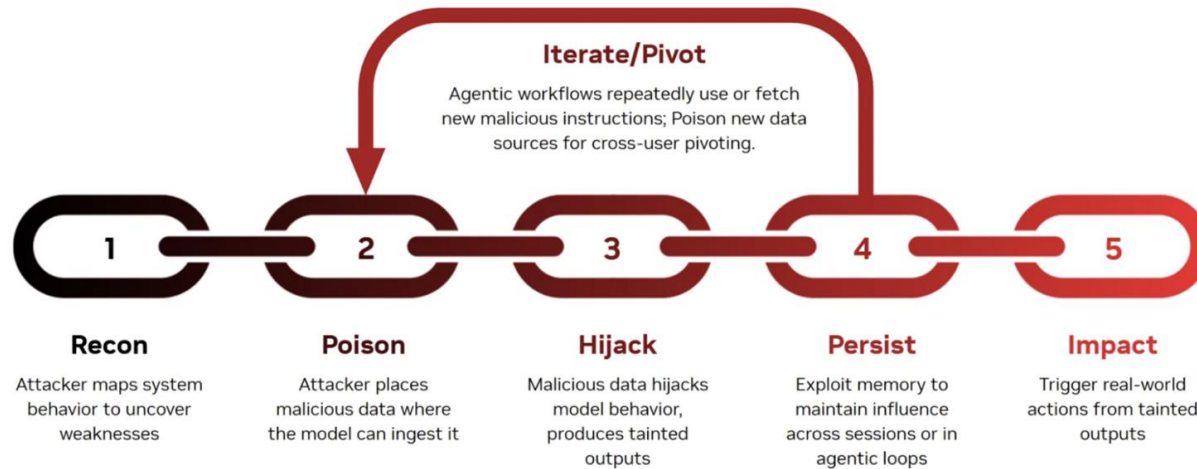 Iterate/Pivot
Agentic workflows repeatedly use or fetch
new malicious instructions; Poison new data
sources for cross-user pivoting.
1
2
3
4
5
Recon
Attacker maps system
behavior to uncover
weaknesses
Poison
Attacker places
malicious data where
the model can ingest it
Hijack
Malicious data hijacks
model behavior,
produces tainted
outputs
Persist
Exploit memory to
maintain influence
across sessions or in
agentic loops
Impact
Trigger real-world
actions from tainted
outputs